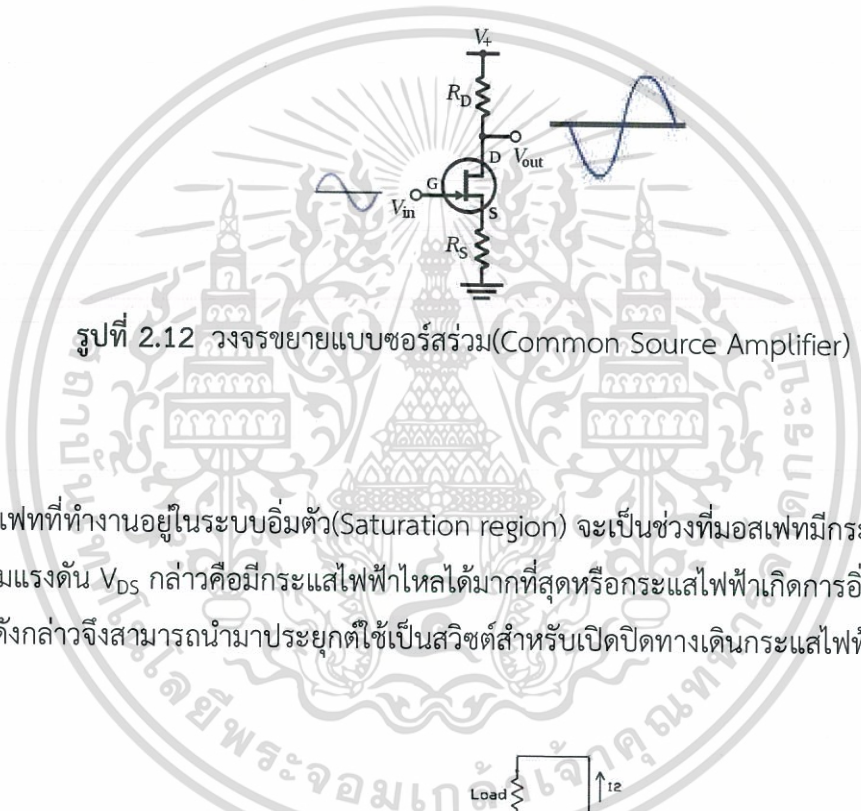 V+
RD
D
Vout
G
Vin
S
RS
รูปที่ 2.12 วงจรขยายแบบซอร์สร่วม(Common Source Amplifier)
เฟทที่ทำงานอยู่ในระบบอิ่มตัว(Saturation region) จะเป็นช่วงที่มอสเฟทมีกระ
มแรงดัน VDS กล่าวคือมีกระแสไฟฟ้าไหลได้มากที่สุดหรือกระแสไฟฟ้าเกิดการอิ่
ดังกล่าวจึงสามารถนำมาประยุกต์ใช้เป็นสวิซต์สำหรับเปิดปิดทางเดินกระแสไฟฟ้
Load
I2